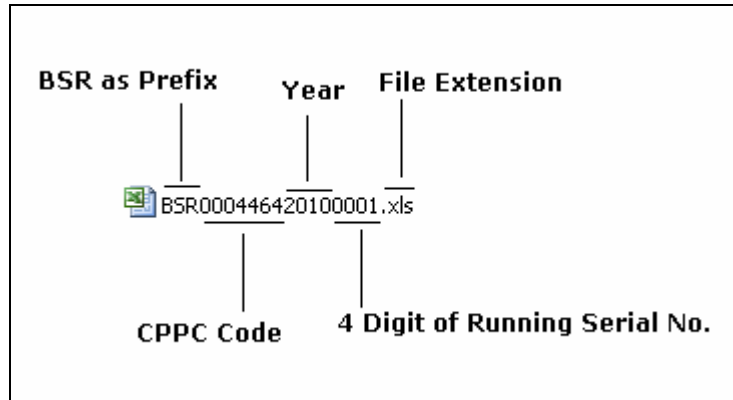 BSR as Prefix
Year
File Extension
BSR000446420100001.xls
CPPC Code
4 Digit of Running Serial No.